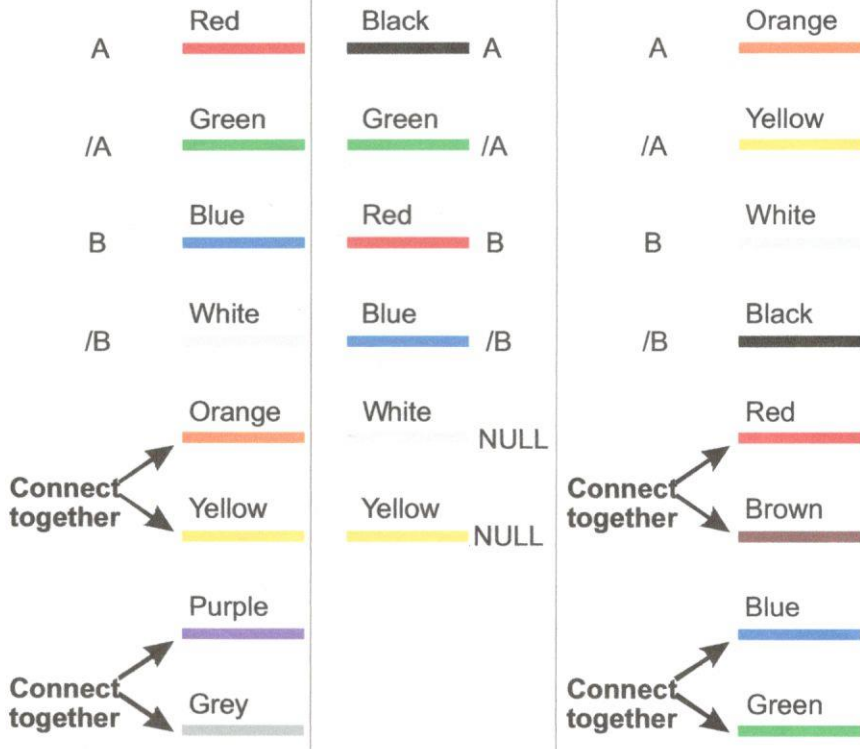 Red
A
Green
/A
Blue
B
White
/B
Orange
Connect
together
Yellow
Purple
Connect
together
Grey
Black
A
Green
/A
Red
B
Blue
/B
White
NULL
Yellow
NULL
Orange
A
Yellow
/A
White
B
Black
/B
Red
Connect
together
Brown
Blue
Connect
together
Green